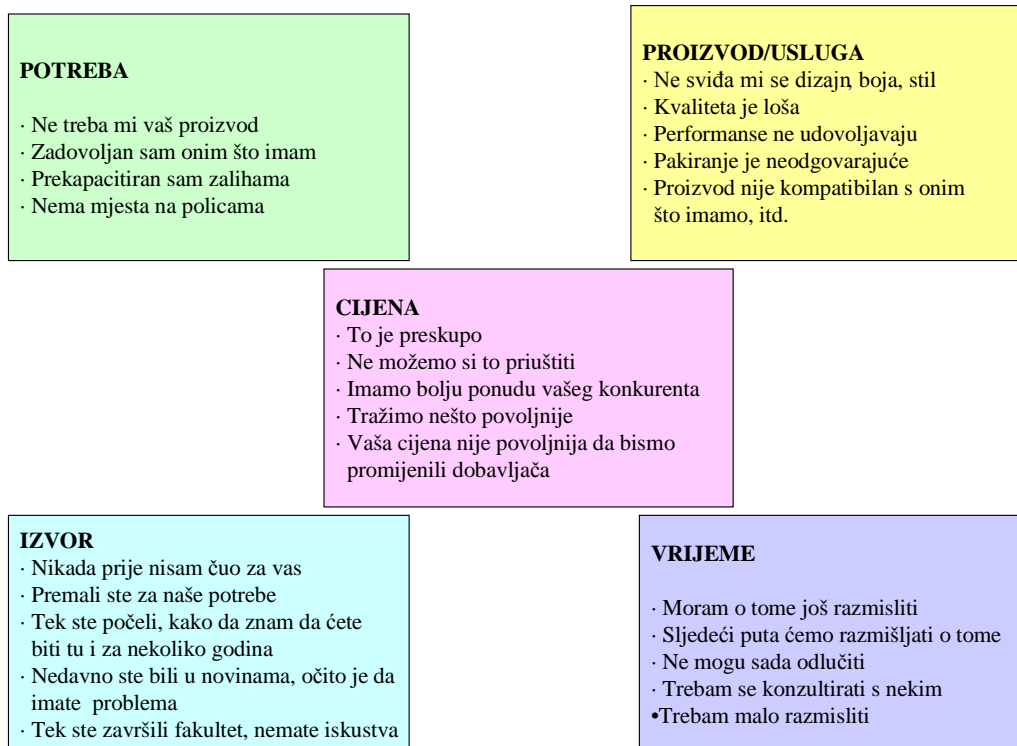 POTREBA
· Ne treba mi vaš proizvod
· Zadovoljan sam onim što imam
· Prekapacitiran sam zalihama
· Nema mjesta na policama
PROIZVOD/USLUGA
· Ne sviđa mi se dizajn, boja, stil
· Kvaliteta je loša
· Performanse ne udovoljavaju
· Pakiranje je neodgovarajuće
· Proizvod nije kompatibilan s onim
što imamo, itd.
CIJENA
· To je preskupo
· Ne možemo si to priuštiti
· Imamo bolju ponudu vašeg konkurenta
· Tražimo nešto povoljnije
· Vaša cijena nije povoljnija da bismo
promijenili dobavljača
IZVOR
· Nikada prije nisam čuo za vas
· Premali ste za naše potrebe
· Tek ste počeli, kako da znam da ćete
biti tu i za nekoliko godina
· Nedavno ste bili u novinama, očito je da
imate problema
· Tek ste završili fakultet, nemate iskustva
VRIJEME
· Moram o tome još razmisliti
· Sljedeći puta ćemo razmišljati o tome
· Ne mogu sada odlučiti
· Trebam se konzultirati s nekim
•Trebam malo razmisliti